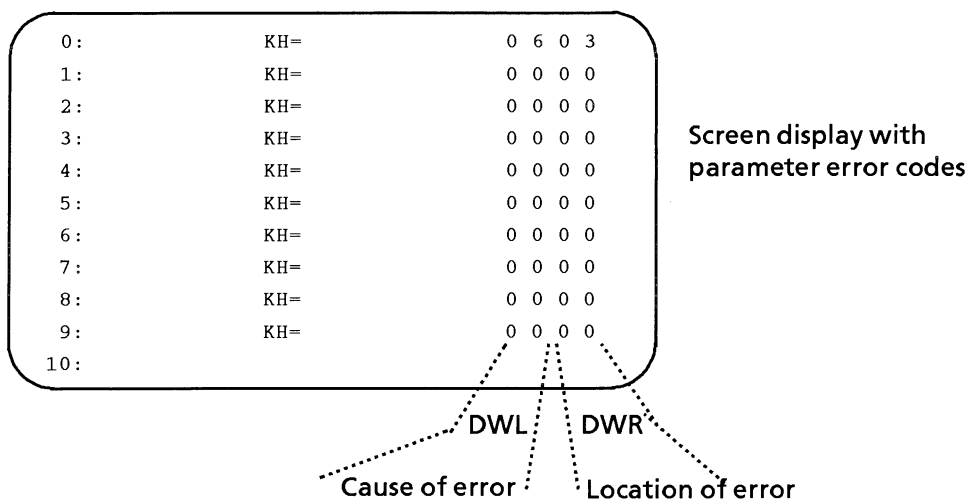 0: KH= 0 6 0 3
1: KH= 0 0 0 0
2: KH= 0 0 0 0
3: KH= 0 0 0 0
4: KH= 0 0 0 0
5: KH= 0 0 0 0
6: KH= 0 0 0 0
7: KH= 0 0 0 0
8: KH= 0 0 0 0
9: KH= 0 0 0 0
10:
Screen display with
parameter error codes
DWL DWR
Cause of error Location of error